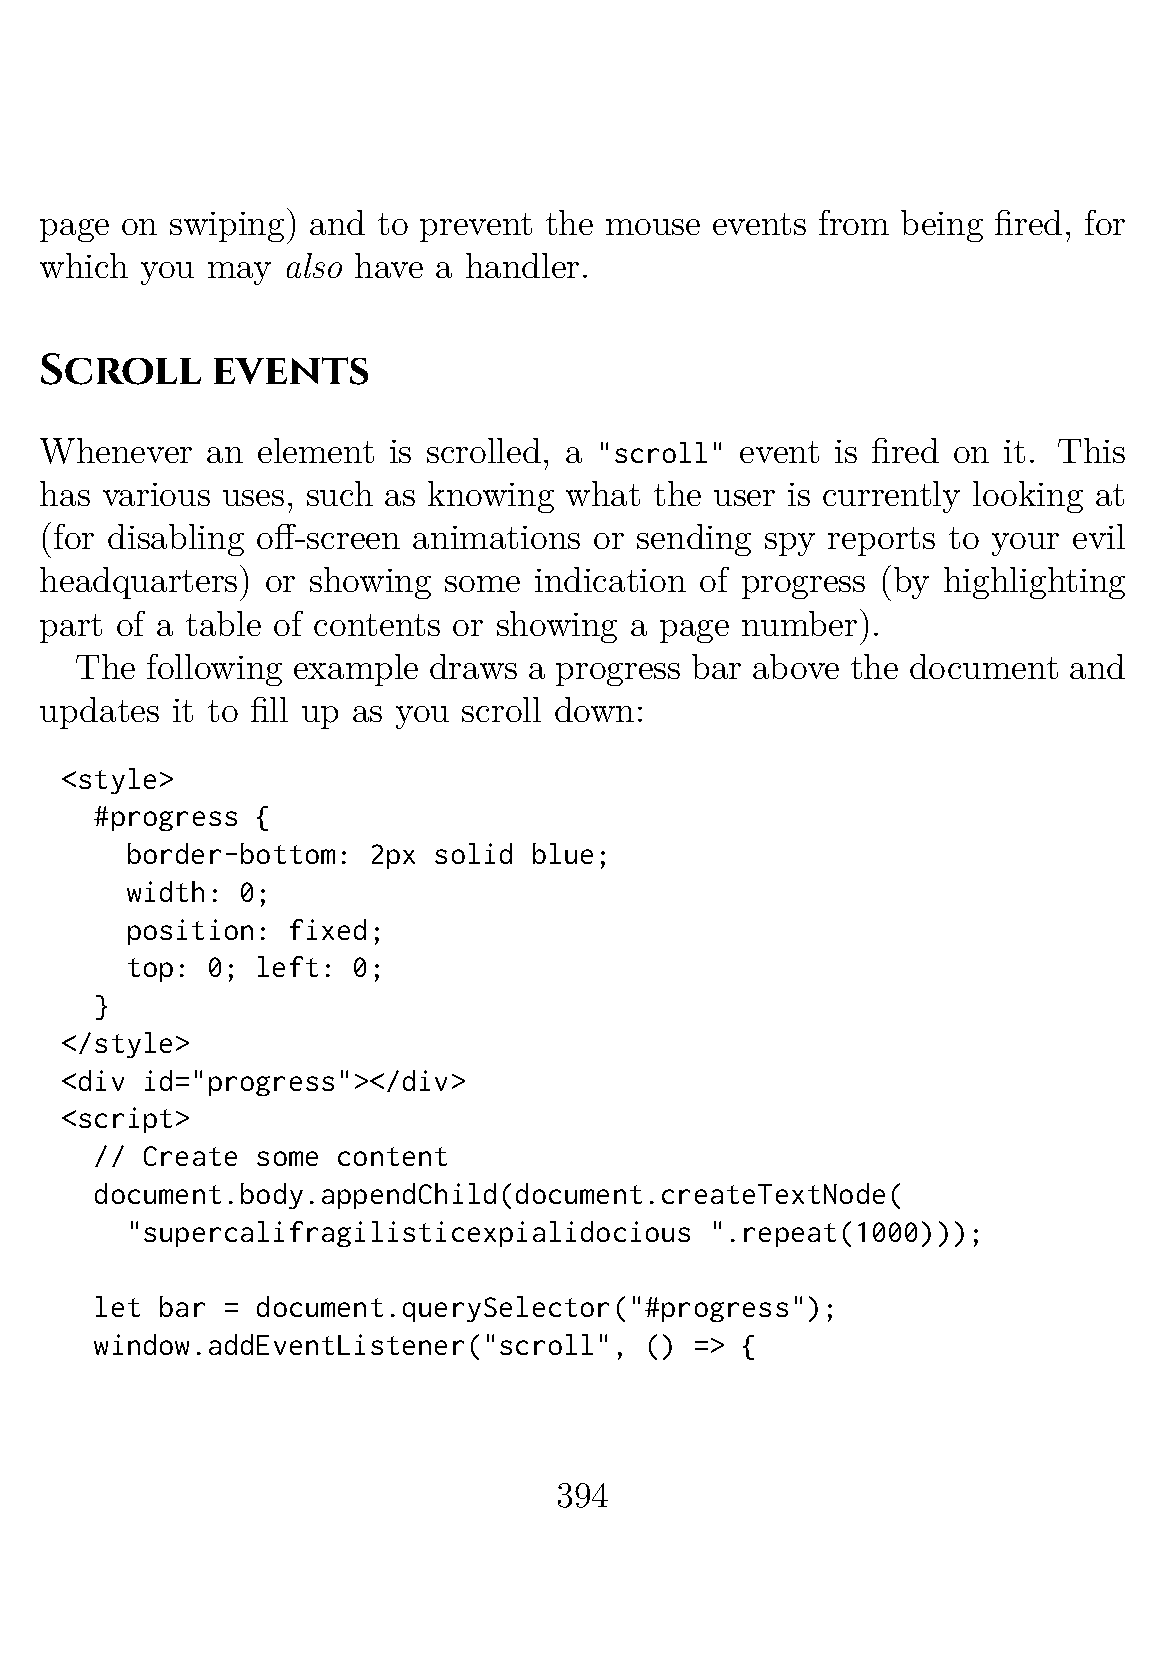 page on swiping) and to prevent the mouse events from being fired, for
which you may also have a handler.
Scroll events
Whenever an element is scrolled, a "scroll" event is fired on it. This
has various uses, such as knowing what the user is currently looking at
(for disabling off-screen animations or sending spy reports to your evil
headquarters) or showing some indication of progress (by highlighting
part of a table of contents or showing a page number).
The following example draws a progress bar above the document and
updates it to fill up as you scroll down:
<style>
  #progress {
    border-bottom: 2px solid blue;
    width: 0;
    position: fixed;
    top: 0; left: 0;
  }
</style>
<div id="progress"></div>
<script>
  // Create some content
  document.body.appendChild(document.createTextNode(
    "supercalifragilisticexpialidocious ".repeat(1000)));

  let bar = document.querySelector("#progress");
  window.addEventListener("scroll", () => {
394